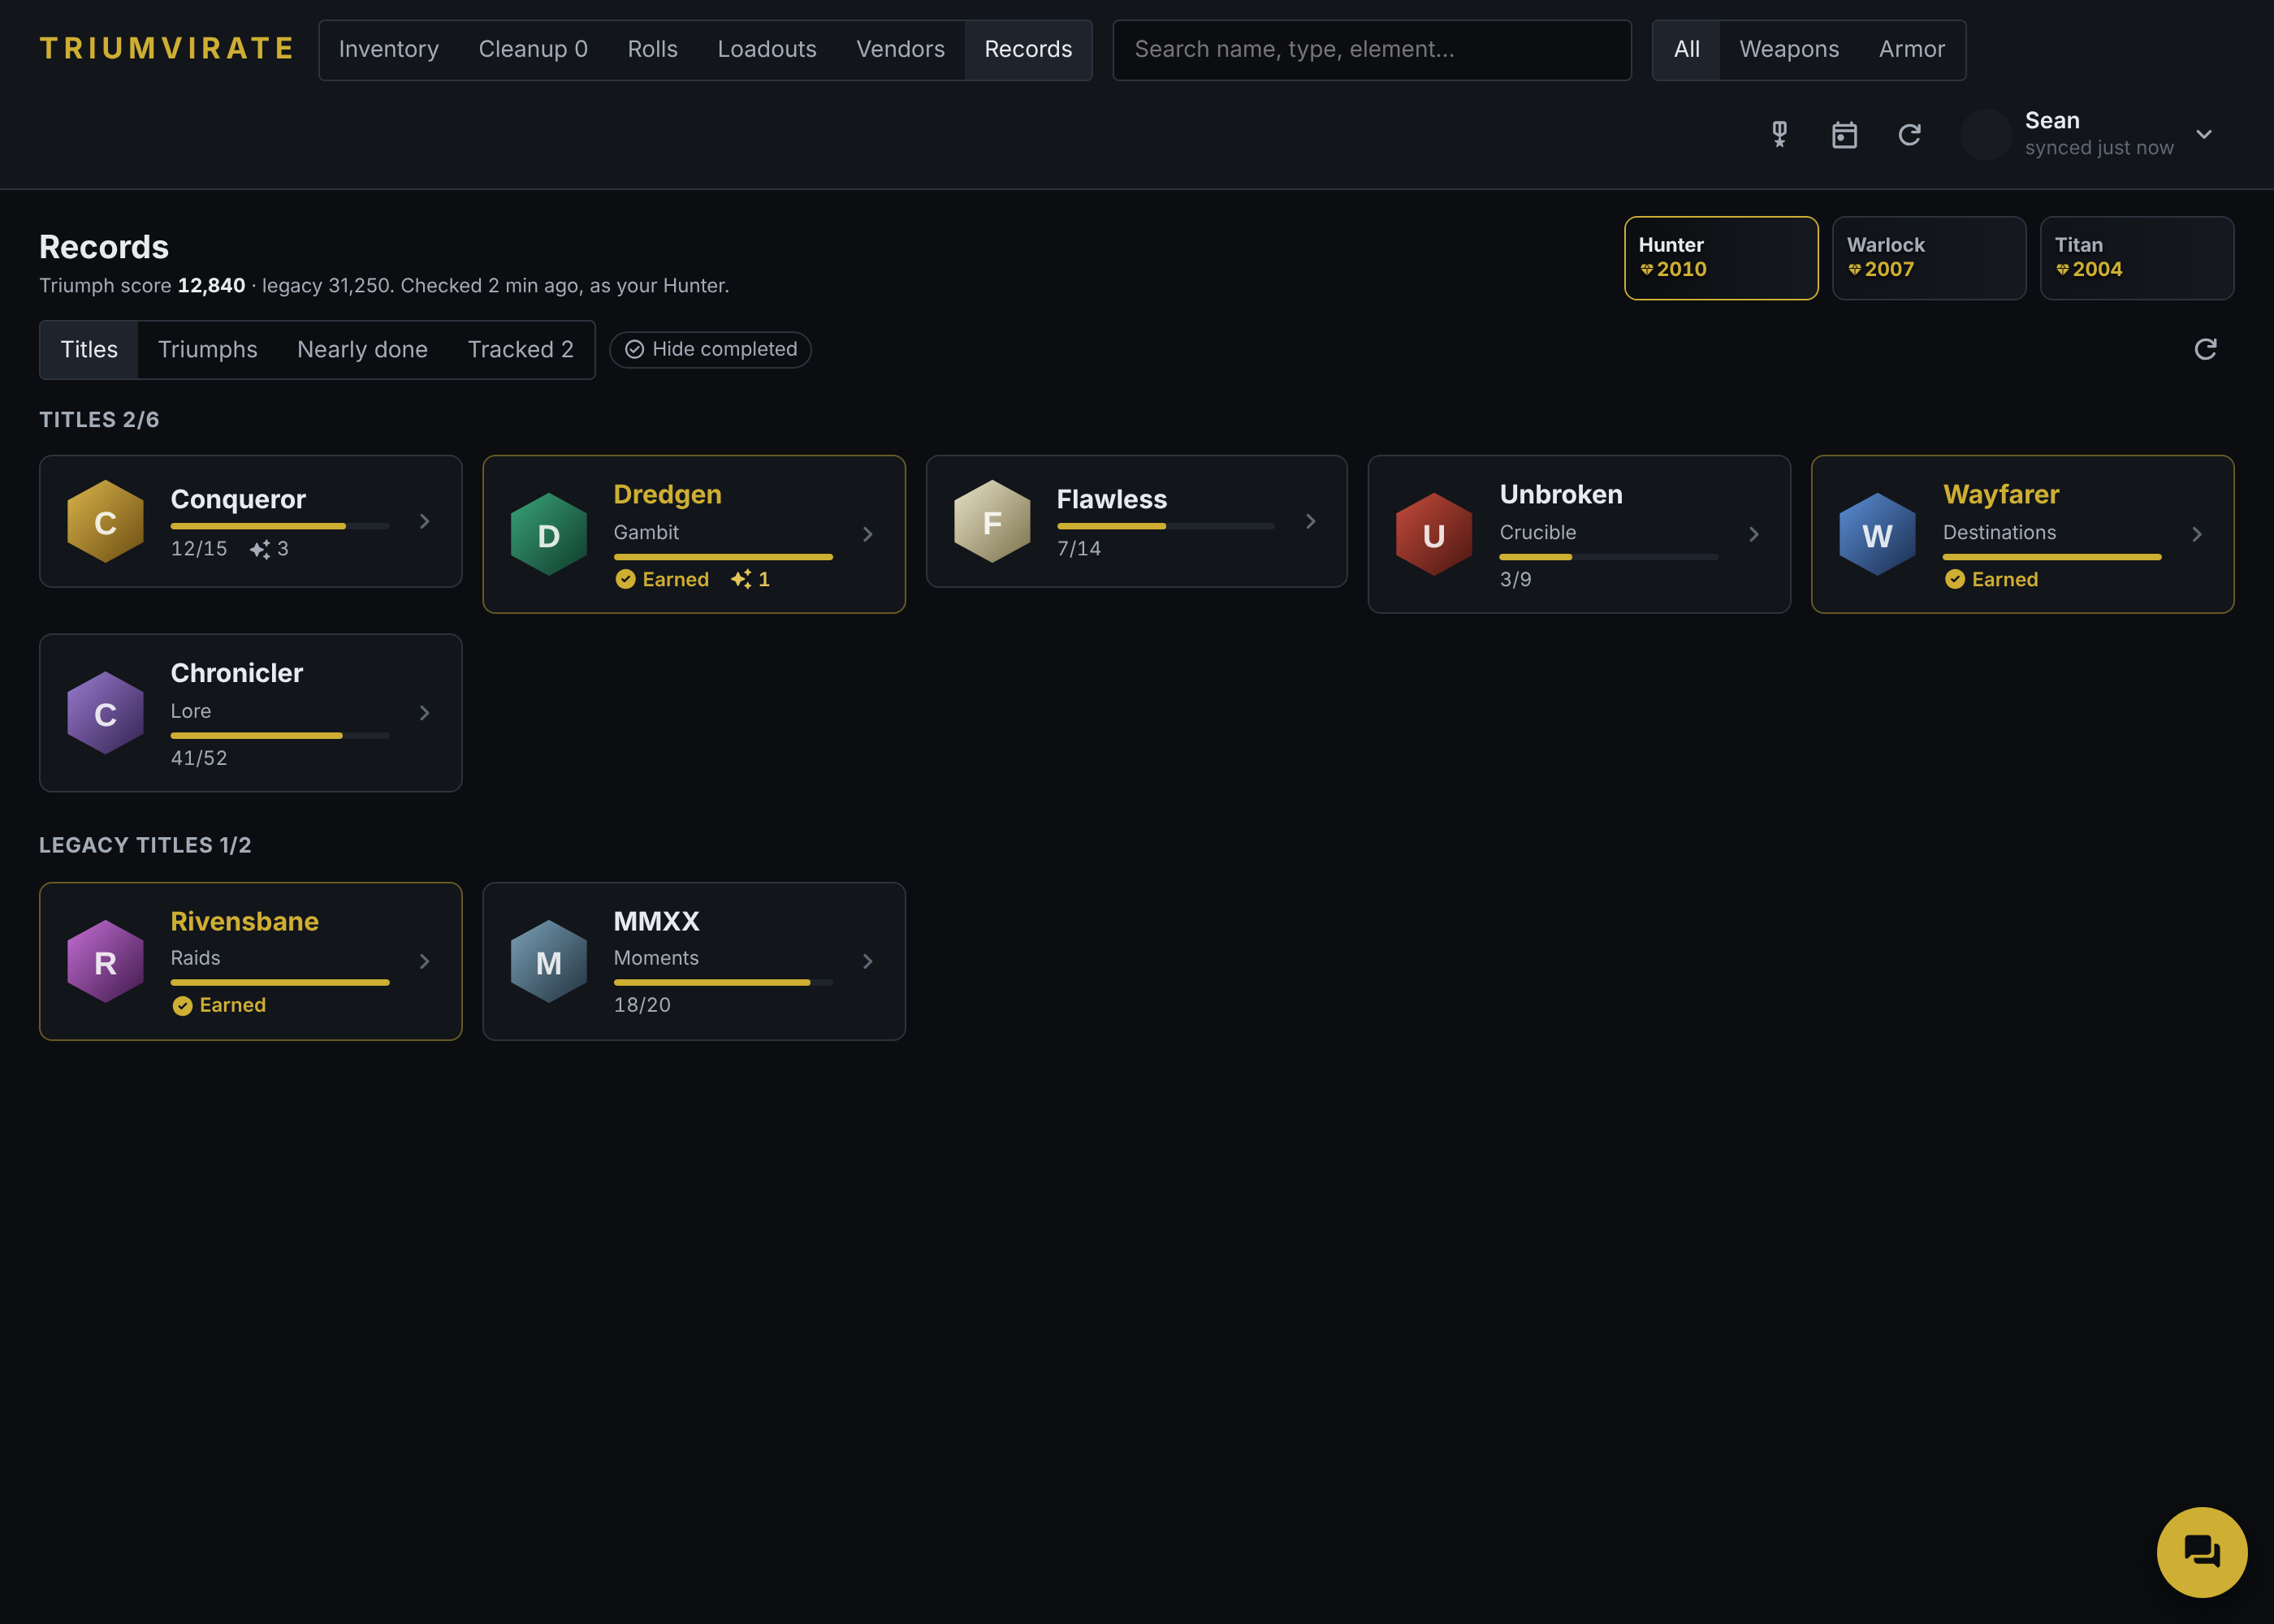 TRIUMVIRATE
Inventory Cleanup 0 Rolls Loadouts Vendors Records
Search name, type, element...
All Weapons Armor
Sean
synced just now
Records
Triumph score 12,840 · legacy 31,250. Checked 2 min ago, as your Hunter.
Hunter
2010
Warlock
2007
Titan
2004
Titles Triumphs Nearly done Tracked 2
Hide completed
TITLES 2/6
C
Conqueror
12/15 3
D
Dredgen
Gambit
Earned 1
F
Flawless
7/14
U
Unbroken
Crucible
3/9
W
Wayfarer
Destinations
Earned
C
Chronicler
Lore
41/52
LEGACY TITLES 1/2
R
Rivensbane
Raids
Earned
M
MMXX
Moments
18/20